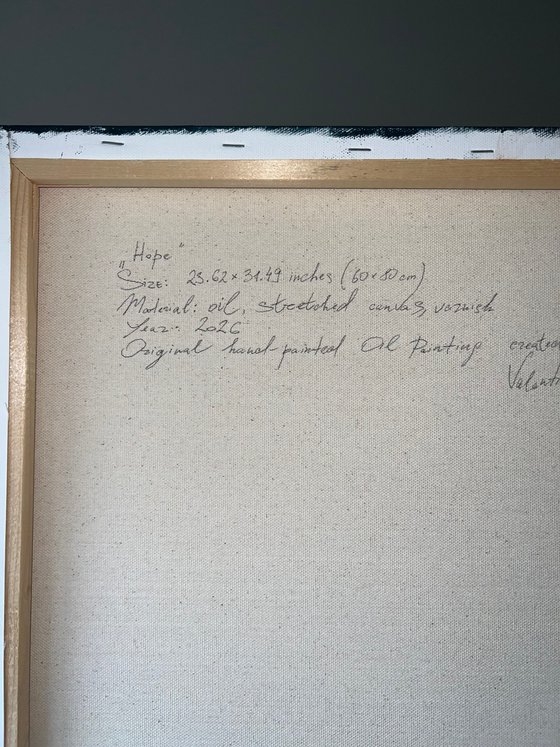 „Hope"
Size: 23.62 × 31.49 inches (60×80 cm)
Material: oil, stretched canvas, varnish
Year: 2026
Original hand painted Oil Painting